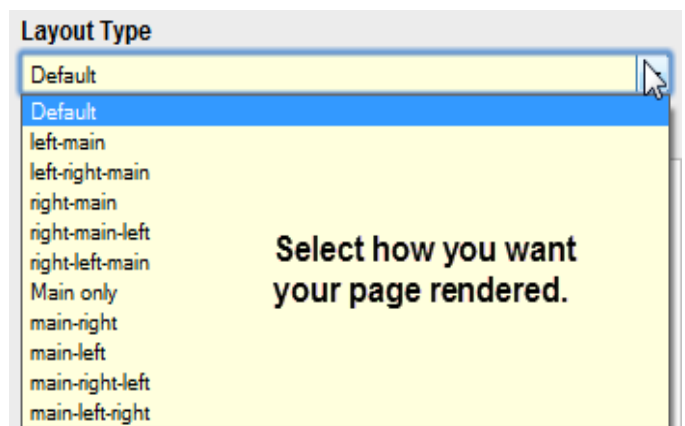 Layout Type
Default
Default
left-main
left-right-main
right-main
right-main-left
right-left-main
Main only
main-right
main-left
main-right-left
main-left-right
Select how you want
your page rendered.